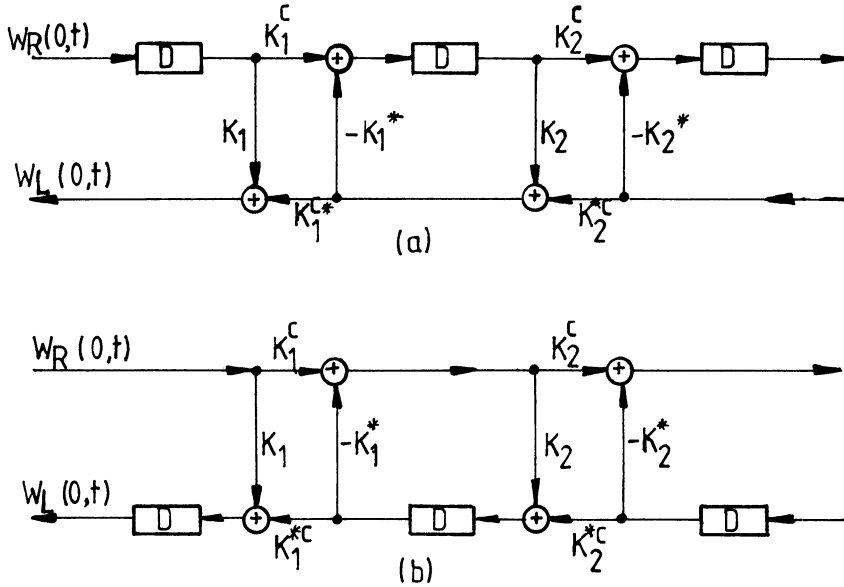 W_R(0,t) D K_1^C + D K_2^C + D
K_1 -K_1^* K_2 -K_2^*
W_L(0,t) + K_1^{C*} + K_2^{*C}
(a)
W_R(0,t) K_1^C + K_2^C +
K_1 -K_1^* K_2 -K_2^*
W_L(0,t) D + K_1^{*C} D + K_2^{*C} D
(b)